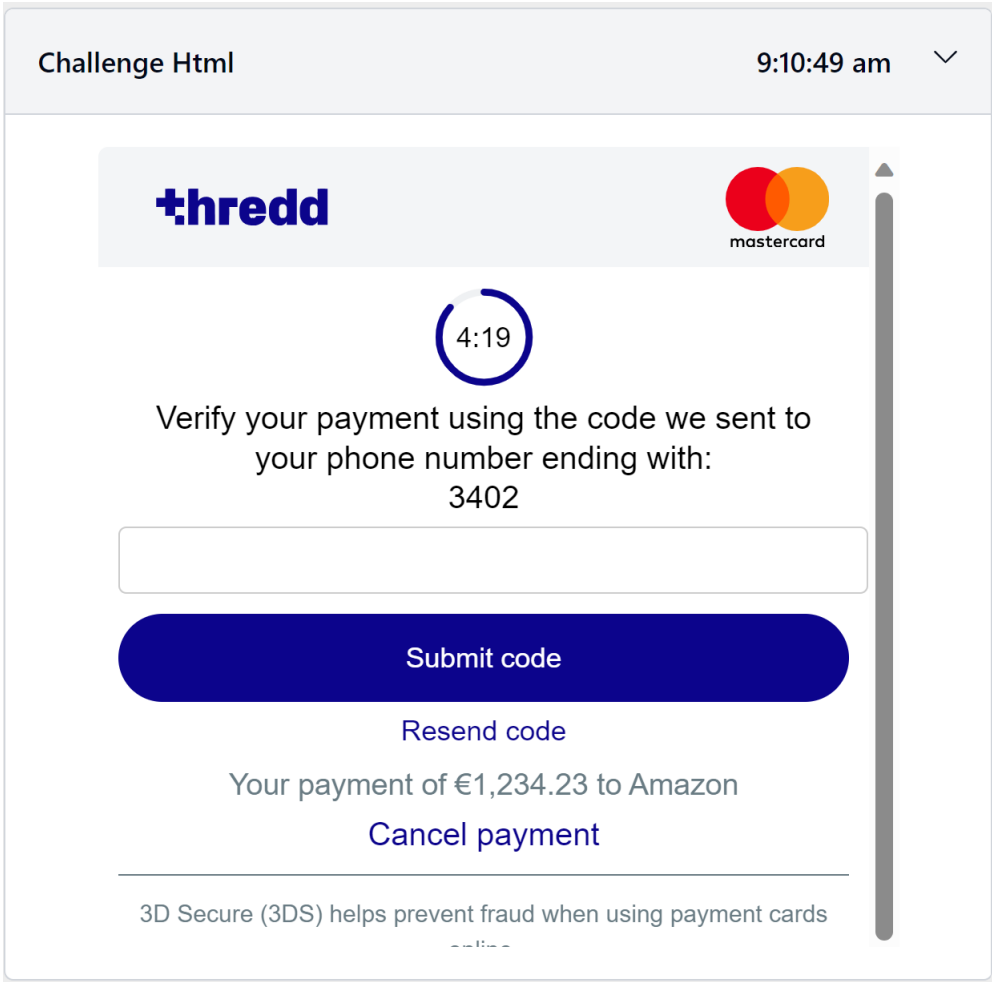 Challenge Html 9:10:49 am
thredd
mastercard
4:19
Verify your payment using the code we sent to
your phone number ending with:
3402
Submit code
Resend code
Your payment of €1,234.23 to Amazon
Cancel payment
3D Secure (3DS) helps prevent fraud when using payment cards
online.